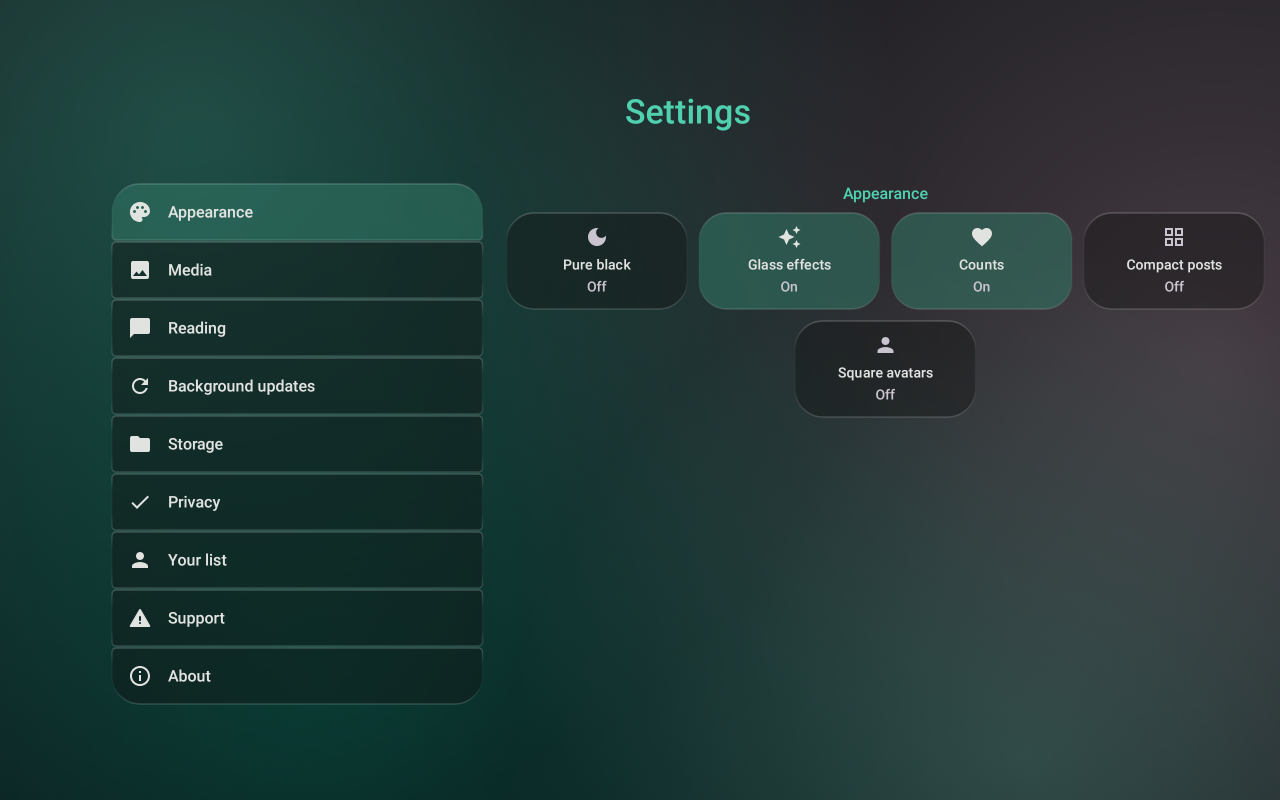 Settings
Appearance
Media
Reading
Background updates
Storage
Privacy
Your list
Support
About
Appearance
Pure black
Off
Glass effects
On
Counts
On
Compact posts
Off
Square avatars
Off